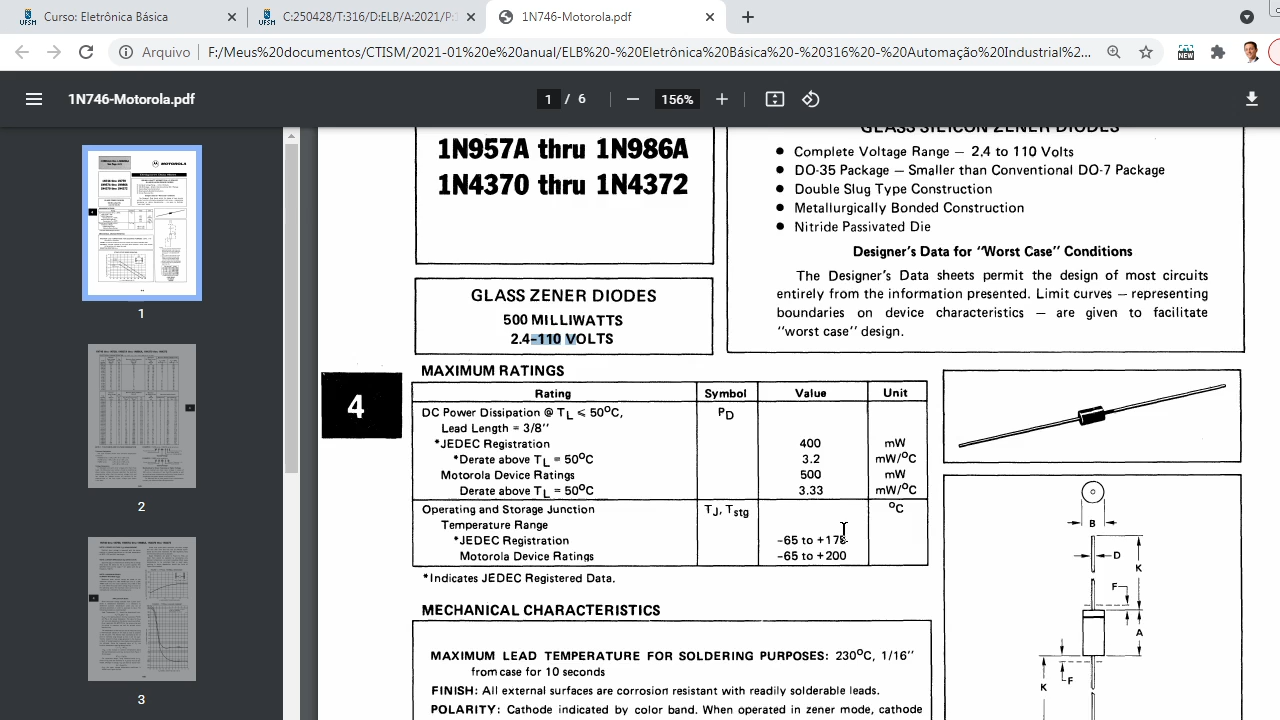 Curso: Eletrônica Básica
C:250428/T:316/D:ELB/A:2021/P:
1N746-Motorola.pdf
Arquivo
F:/Meus%20documentos/CTISM/2021-01%20e%20anual/ELB%20-%20Eletrônica%20Básica%20-%20316%20-%20Automação%20Industrial%2...
NEW
1N746-Motorola.pdf
1 / 6
156%
1
2
3
1N957A thru 1N986A
1N4370 thru 1N4372
GLASS ZENER DIODES
500 MILLIWATTS
2.4-110 VOLTS
GLASS SILICON ZENER DIODES
● Complete Voltage Range — 2,4 to 110 Volts
● Package — Smaller than Conventional DO-7 Package
● Double Slug Type Construction
● Metallurgically Bonded Construction
● Nitride Passivated Die
Designer's Data for "Worst Case" Conditions
The Designer's Data sheets permit the design of most circuits
entirely from the information presented. Limit curves — representing
boundaries on device characteristics — are given to facilitate
"worst case" design.
4
MAXIMUM RATINGS
Rating Symbol Value Unit
DC Power Dissipation @ TL ≤ 50°C, PD
Lead Length = 3/8"
*JEDEC Registration 400 mW
*Derate above TL = 50°C 3.2 mW/°C
Motorola Device Ratings 500 mW
Derate above TL = 50°C 3.33 mW/°C
Operating and Storage Junction TJ, Tstg °C
Temperature Range
*JEDEC Registration -65 to +175
Motorola Device Ratings -65 to +200
*Indicates JEDEC Registered Data.
MECHANICAL CHARACTERISTICS
MAXIMUM LEAD TEMPERATURE FOR SOLDERING PURPOSES: 230°C, 1/16"
from case for 10 seconds
FINISH: All external surfaces are corrosion resistant with readily solderable leads.
POLARITY: Cathode indicated by color band. When operated in zener mode, cathode
B
D
K
F
A
F
K